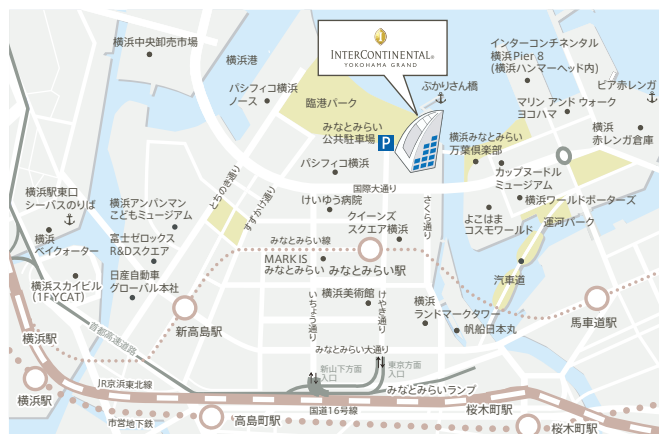 INTERCONTINENTAL®
YOKOHAMA GRAND
横浜中央卸売市場
横浜港
パシフィコ横浜
ノース
臨港パーク
ぷかりさん橋
インターコンチネンタル
横浜Pier 8
(横浜ハンマーヘッド内)
ピア赤レンガ
マリン アンド ウォーク
ヨコハマ
横浜
赤レンガ倉庫
みなとみらい
公共駐車場
P
横浜みなとみらい
万葉倶楽部
パシフィコ横浜
カップヌードル
ミュージアム
国際大通り
とちのき通り
すずかけ通り
さくら通り
横浜ワールドポーターズ
横浜駅東口
シーバスのりば
横浜アンパンマン
こどもミュージアム
けいゆう病院
クイーンズ
スクエア横浜
よこはま
コスモワールド
運河パーク
横浜
ベイクォーター
富士ゼロックス
R&Dスクエア
みなとみらい線
MARK IS
みなとみらい
みなとみらい駅
汽車道
横浜スカイビル
(1F YCAT)
日産自動車
グローバル本社
いちょう通り
横浜美術館
けやき通り
横浜
ランドマークタワー
帆船日本丸
馬車道駅
新高島駅
首都高速道路
横浜駅
みなとみらい大通り
新山下方面
入口
東京方面
入口
みなとみらいランプ
JR京浜東北線
横浜駅
国道16号線
桜木町駅
市営地下鉄
高島町駅
桜木町駅